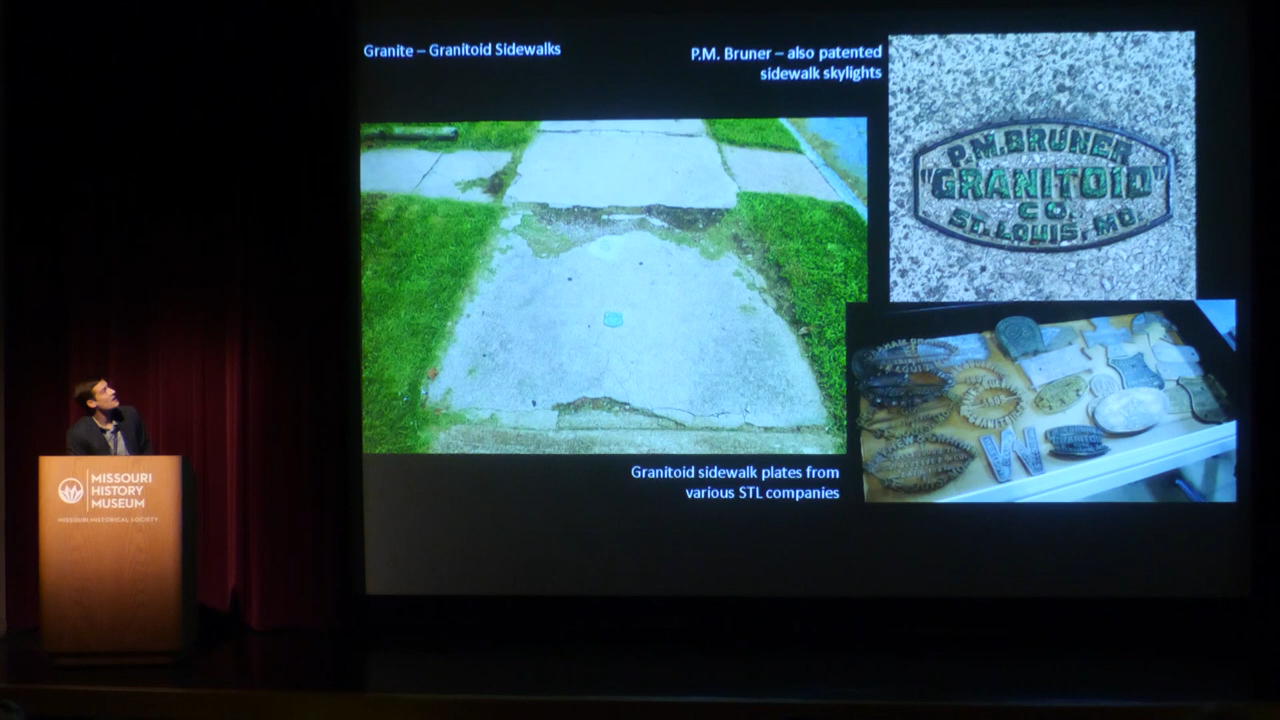 Granite – Granitoid Sidewalks
P.M. Bruner – also patented
sidewalk skylights
P.M. BRUNER
"GRANITOID"
CO.
ST. LOUIS, MO.
Granitoid sidewalk plates from
various STL companies
W
GRANITOID
MISSOURI
HISTORY
MUSEUM
MISSOURI HISTORICAL SOCIETY